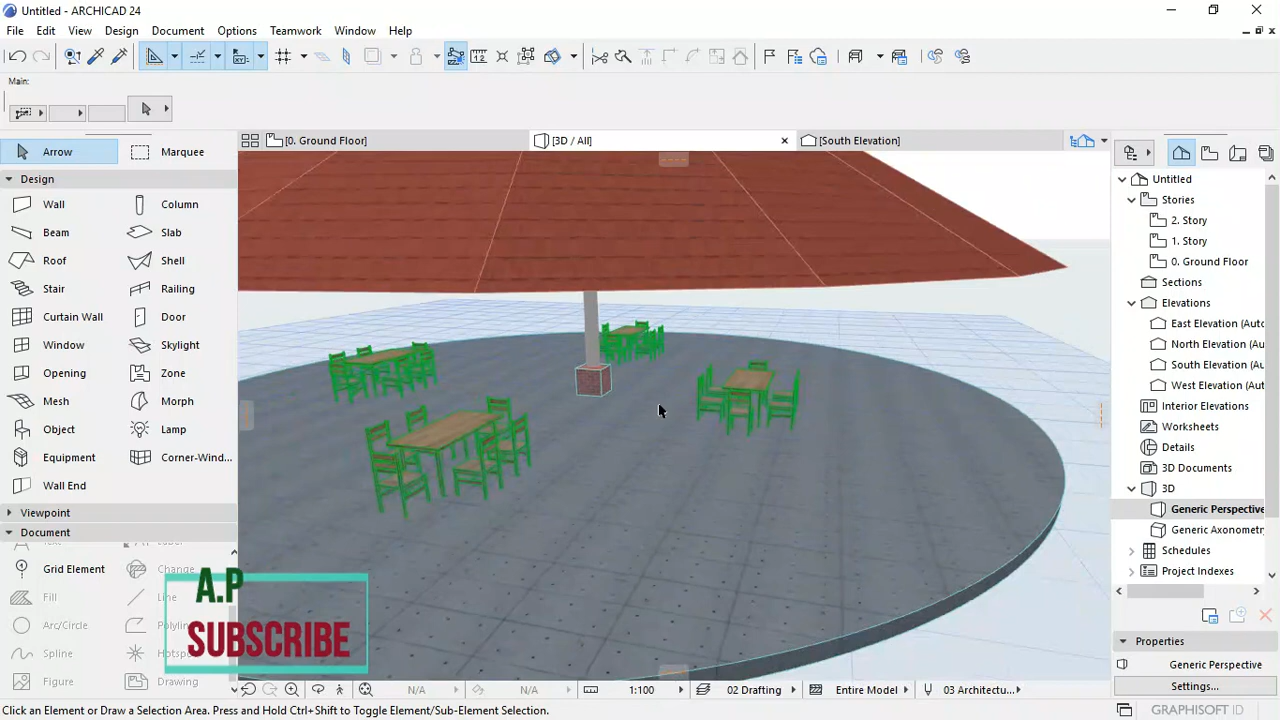 Untitled - ARCHICAD 24
File Edit View Design Document Options Teamwork Window Help
Main:
[0. Ground Floor]
[3D / All]
[South Elevation]
Arrow Marquee
Design
Wall Column
Beam Slab
Roof Shell
Stair Railing
Curtain Wall Door
Window Skylight
Opening Zone
Mesh Morph
Object Lamp
Equipment Corner-Wind...
Wall End
Viewpoint
Document
Grid Element Change
Fill Line
Arc/Circle
Spline
Figure Drawing
A.P
SUBSCRIBE
Untitled
Stories
2. Story
1. Story
0. Ground Floor
Sections
Elevations
East Elevation (Aut
North Elevation (Au
South Elevation (Au
West Elevation (Aut
Interior Elevations
Worksheets
Details
3D Documents
3D
Generic Perspective
Generic Axonometr
Schedules
Project Indexes
Properties
Generic Perspective
Settings...
N/A N/A 1:100 02 Drafting Entire Model 03 Architectu...
Click an Element or Draw a Selection Area. Press and Hold Ctrl+Shift to Toggle Element/Sub-Element Selection.
GRAPHISOFT ID